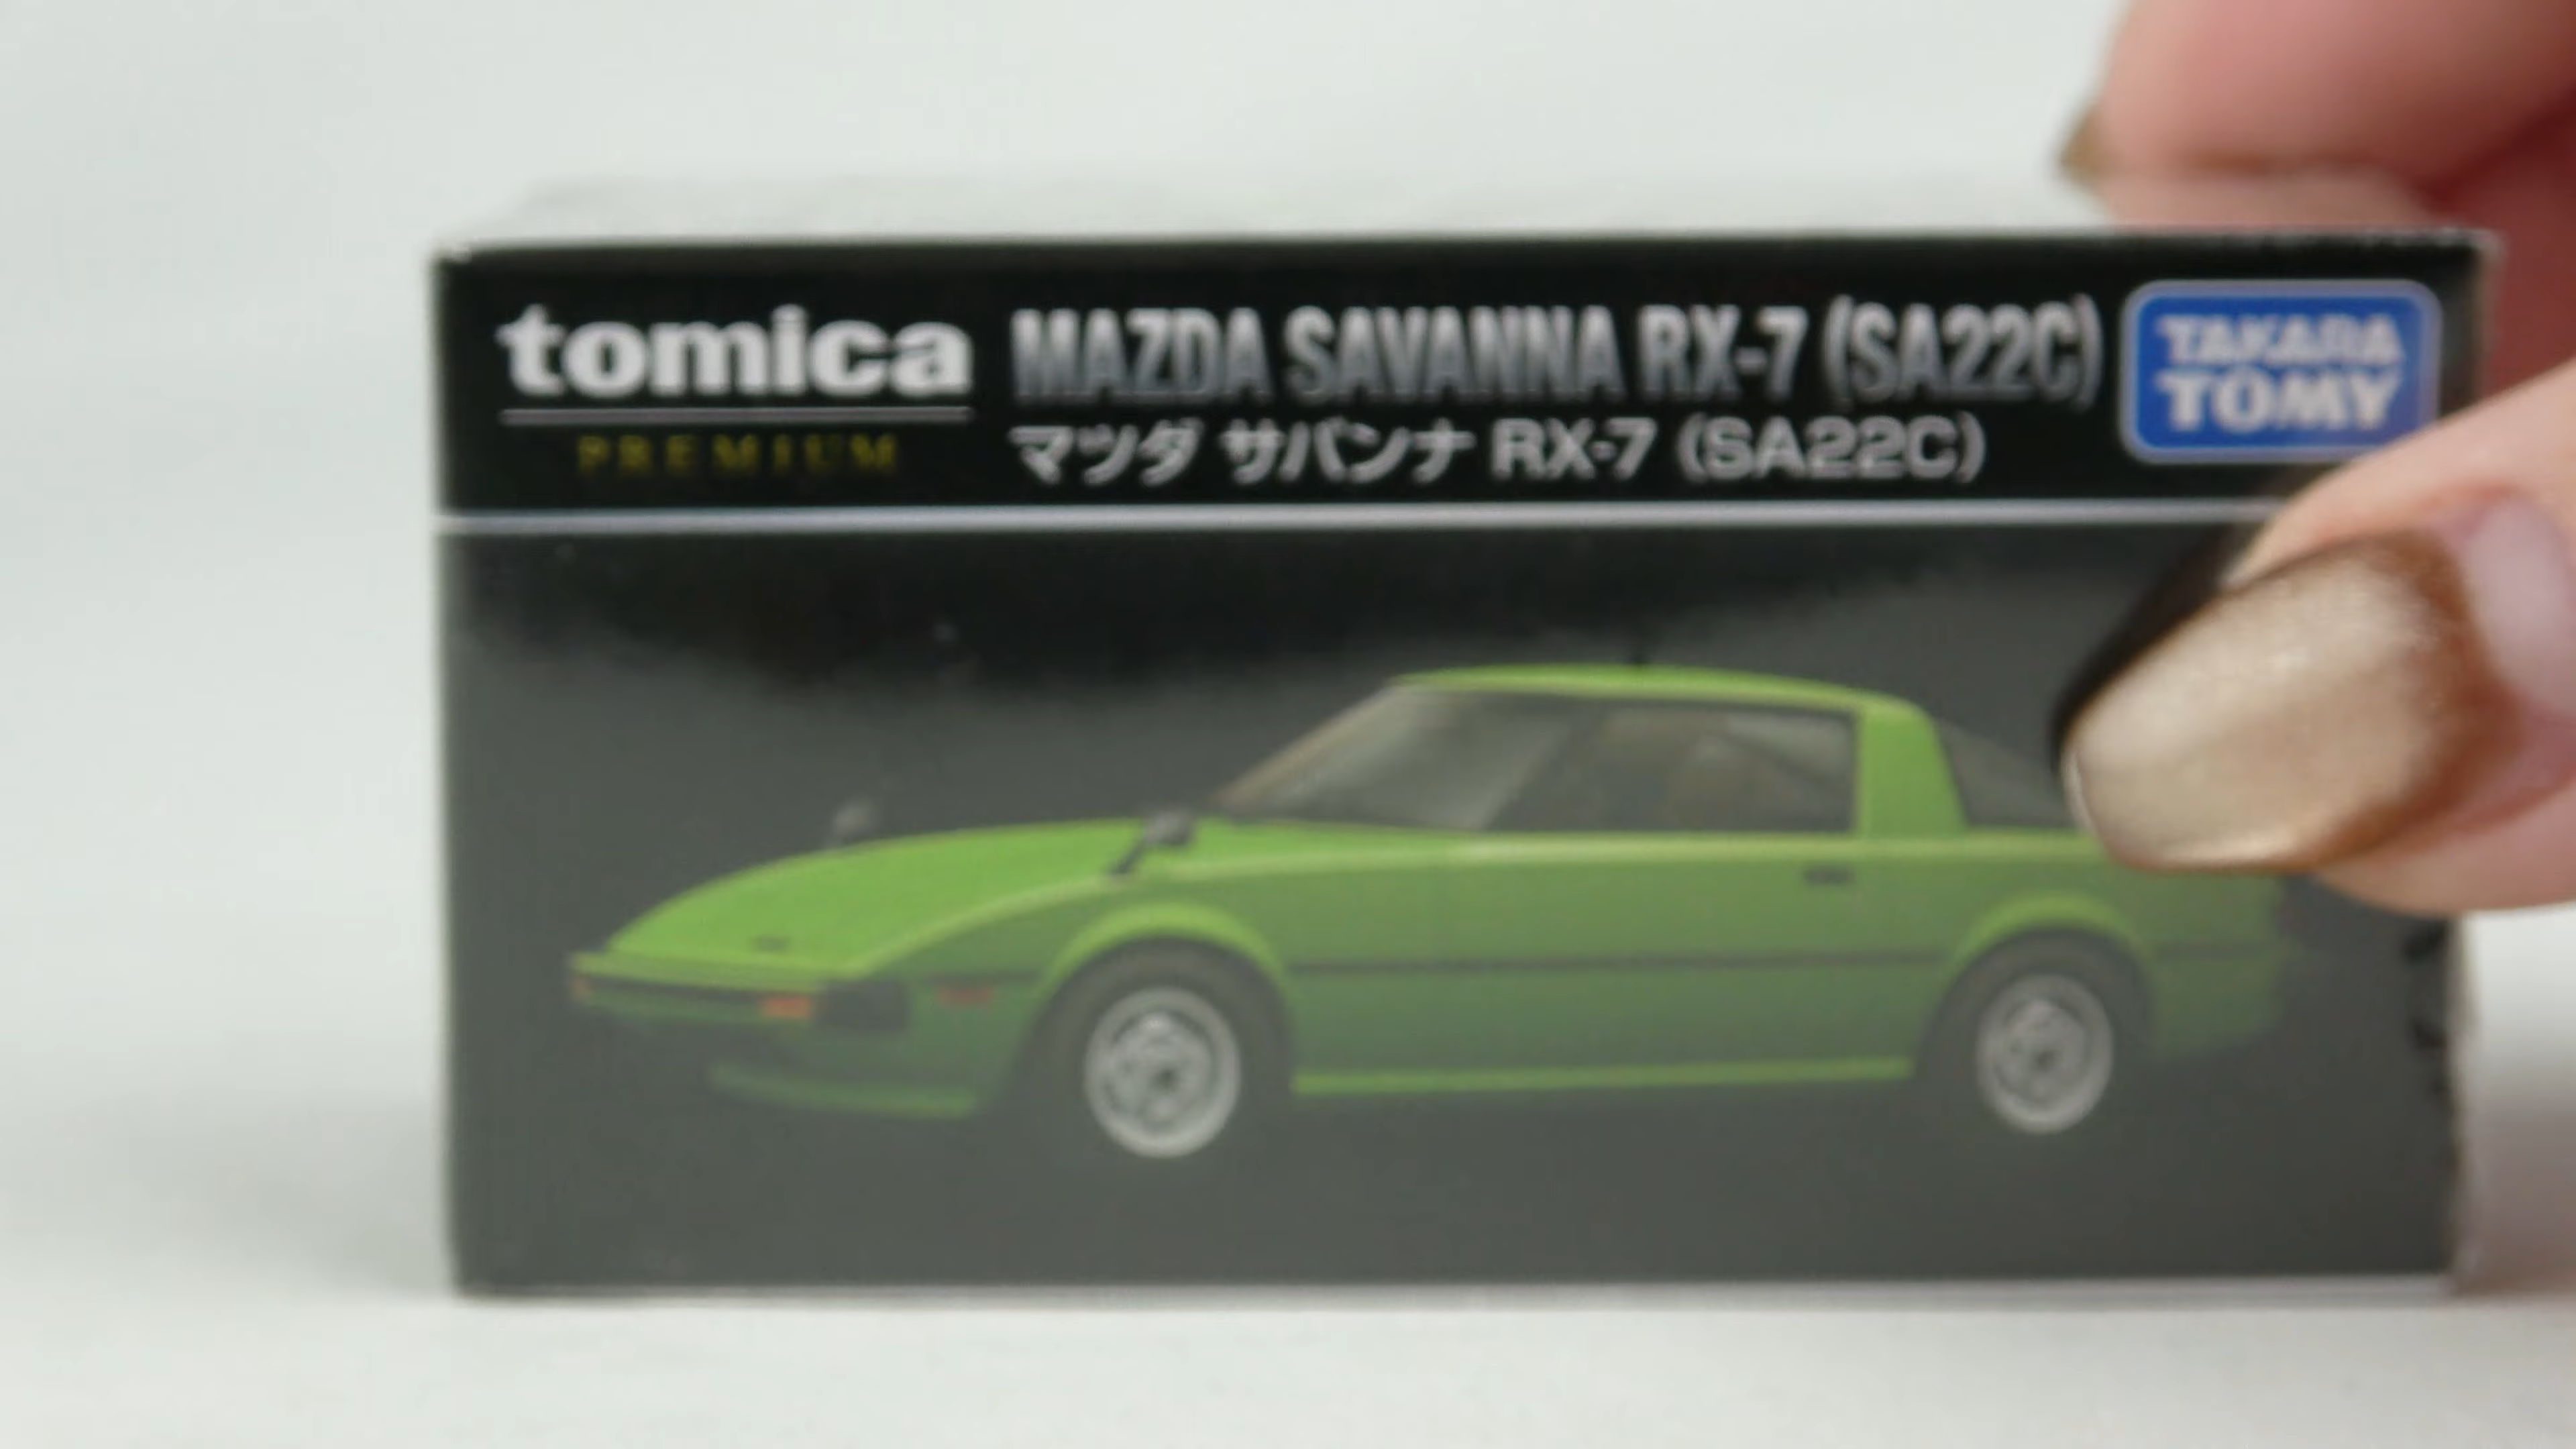 tomica
PREMIUM
MAZDA SAVANNA RX-7 (SA22C)
マツダ サバンナ RX-7 (SA22C)
TAKARA
TOMY